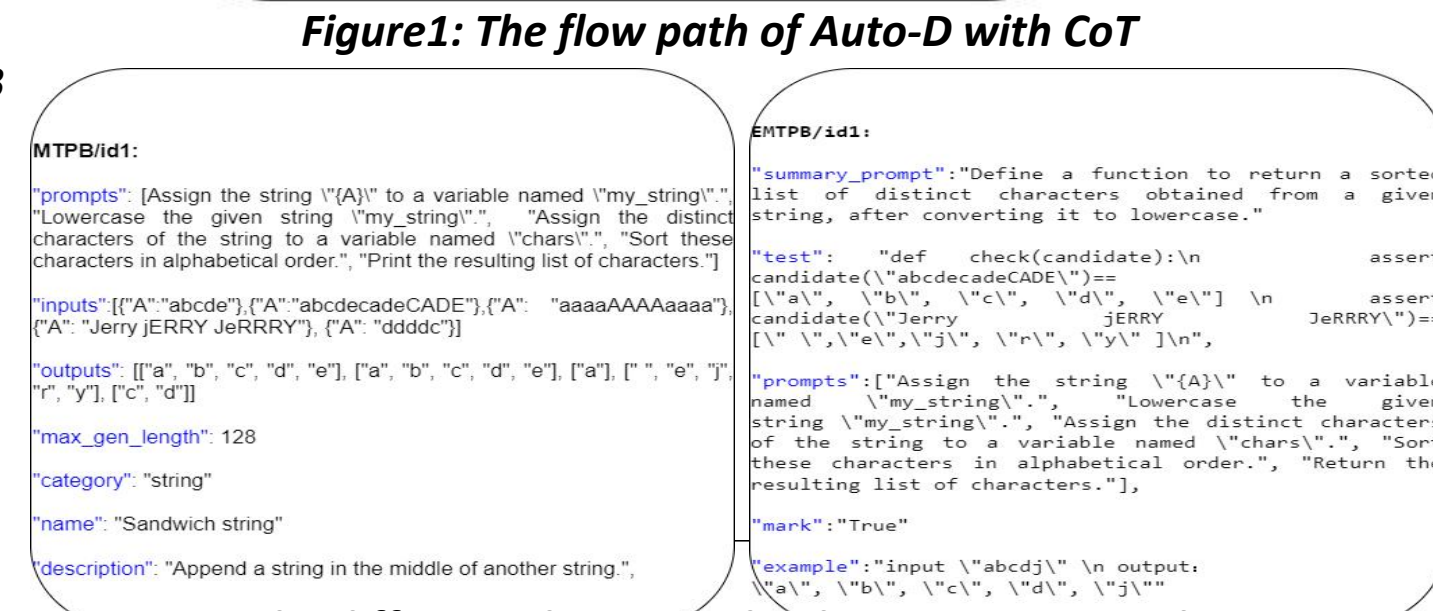 Figure1: The flow path of Auto-D with CoT
MTPB/id1:
"prompts": [Assign the string \"{A}\" to a variable named \"my_string\".",
"Lowercase the given string \"my_string\".", "Assign the distinct
characters of the string to a variable named \"chars\".", "Sort these
characters in alphabetical order.", "Print the resulting list of characters."]
"inputs":[{"A":"abcde"},{"A":"abcdecadeCADE"},{"A": "aaaaAAAAaaaa"},
{"A": "Jerry jERRY JeRRRY"}, {"A": "ddddc"}]
"outputs": [["a", "b", "c", "d", "e"], ["a", "b", "c", "d", "e"], ["a"], [" ", "e", "j",
"r", "y"], ["c", "d"]]
"max_gen_length": 128
"category": "string"
"name": "Sandwich string"
"description": "Append a string in the middle of another string.",
EMTPB/id1:
"summary_prompt":"Define a function to return a sorted
list of distinct characters obtained from a given
string, after converting it to lowercase."
"test": "def check(candidate):\n assert
candidate(\"abcdecadeCADE\")==
[\"a\", \"b\", \"c\", \"d\", \"e\"] \n assert
candidate(\"Jerry jERRY JeRRRY\")==
[\" \",\"e\",\"j\", \"r\", \"y\" ]\n",
"prompts":["Assign the string \"{A}\" to a variable
named \"my_string\".", "Lowercase the given
string \"my_string\".", "Assign the distinct characters
of the string to a variable named \"chars\".", "Sort
these characters in alphabetical order.", "Return the
resulting list of characters."],
"mark":"True"
"example":"input \"abcdj\" \n output:
\"a\", \"b\", \"c\", \"d\", \"j\""